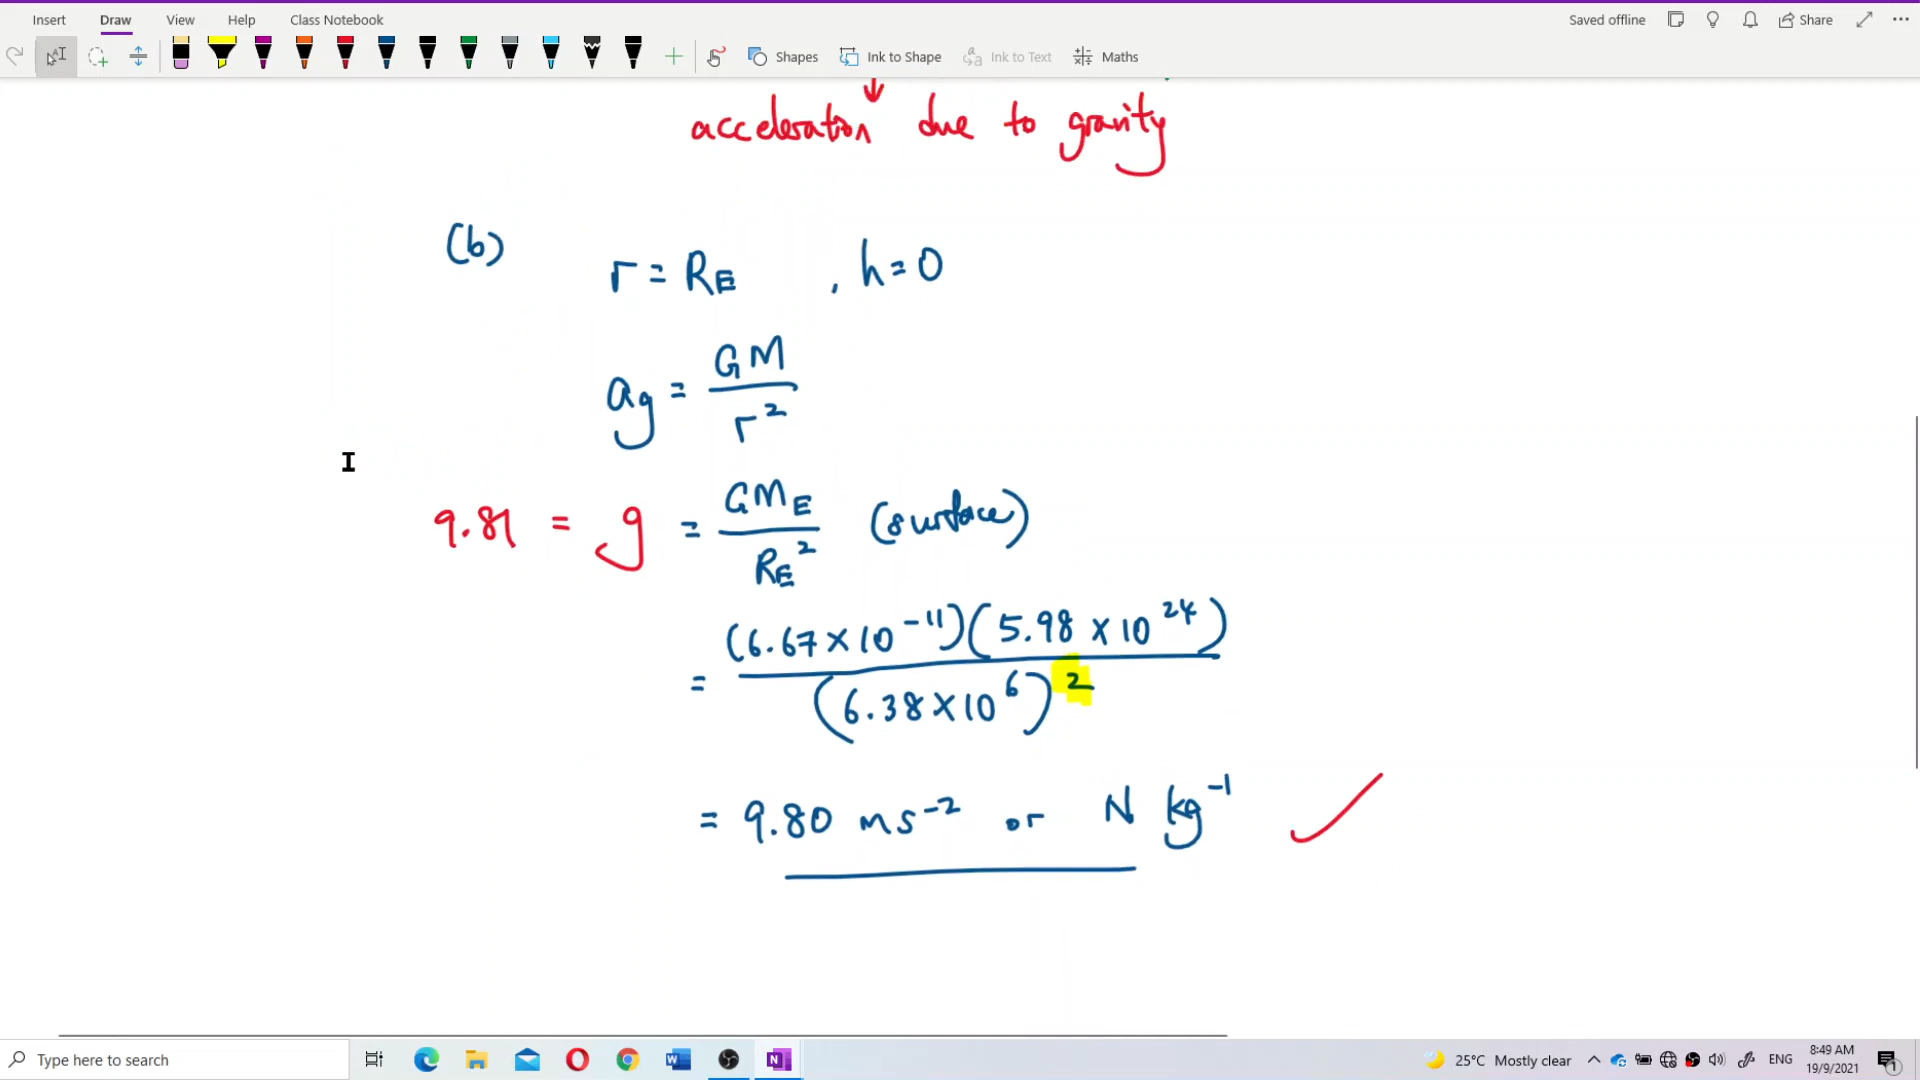 Insert Draw View Help Class Notebook Saved offline Share
Shapes Ink to Shape Ink to Text Maths
acceleration due to gravity
(b) r = RE , h = 0
ag = GM / r²
9.81 = g = GME / RE² (surface)
= (6.67 × 10⁻¹¹)(5.98 × 10²⁴) / (6.38 × 10⁶)²
= 9.80 ms⁻² or N kg⁻¹
Type here to search 25°C Mostly clear ENG 8:49 AM
19/9/2021